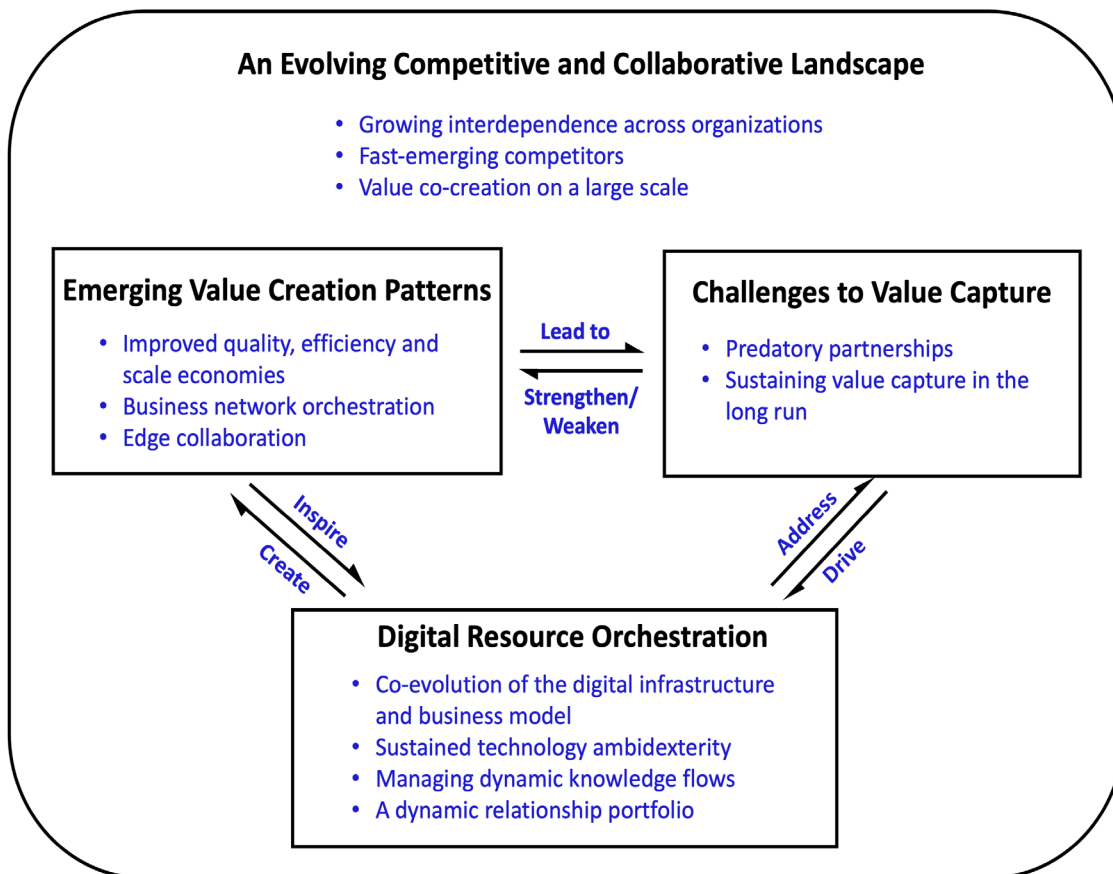 An Evolving Competitive and Collaborative Landscape
• Growing interdependence across organizations
• Fast-emerging competitors
• Value co-creation on a large scale
Emerging Value Creation Patterns
• Improved quality, efficiency and
scale economies
• Business network orchestration
• Edge collaboration
Lead to
Strengthen/
Weaken
Challenges to Value Capture
• Predatory partnerships
• Sustaining value capture in the
long run
Inspire
Create
Address
Drive
Digital Resource Orchestration
• Co-evolution of the digital infrastructure
and business model
• Sustained technology ambidexterity
• Managing dynamic knowledge flows
• A dynamic relationship portfolio